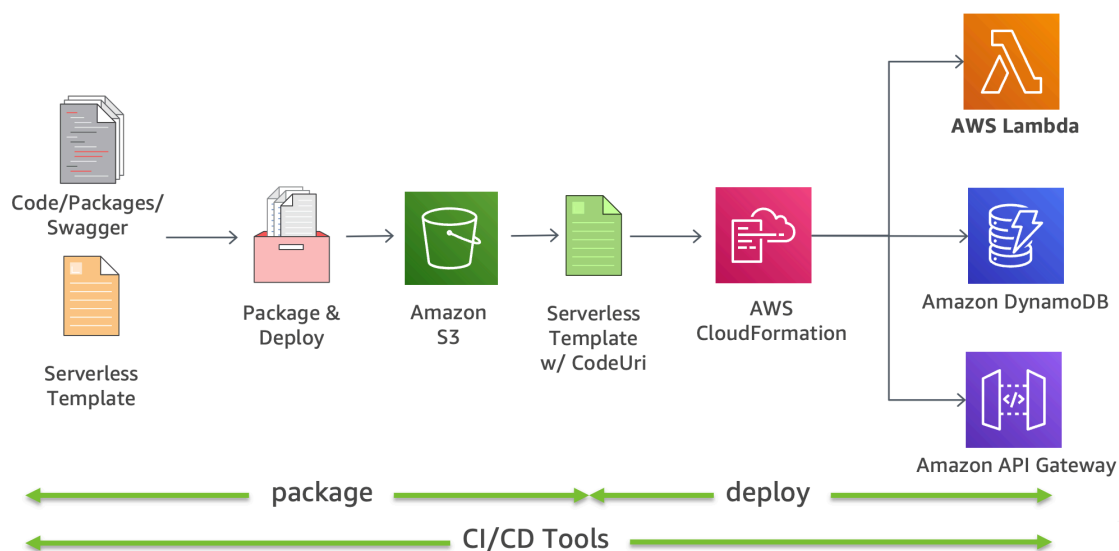 Code/Packages/
Swagger
Serverless
Template
Package &
Deploy
Amazon
S3
Serverless
Template
w/ CodeUri
AWS
CloudFormation
AWS Lambda
Amazon DynamoDB
</>
Amazon API Gateway
package
deploy
CI/CD Tools